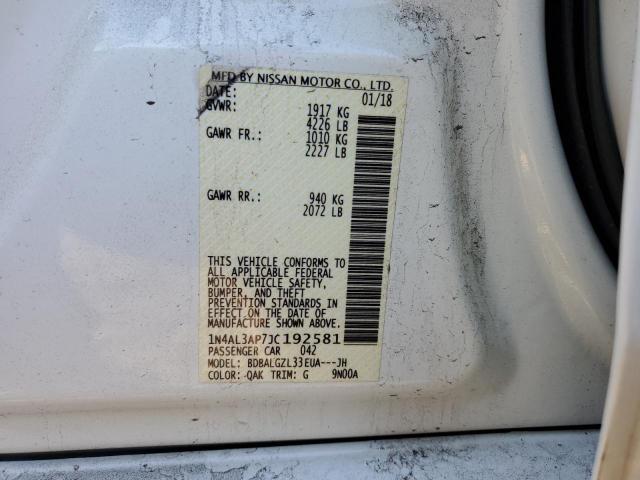 MFD BY NISSAN MOTOR CO., LTD.
DATE: 01/18
GVWR: 1917 KG
4226 LB
GAWR FR.: 1010 KG
2227 LB
GAWR RR.: 940 KG
2072 LB
THIS VEHICLE CONFORMS TO
ALL APPLICABLE FEDERAL
MOTOR VEHICLE SAFETY,
BUMPER, AND THEFT
PREVENTION STANDARDS IN
EFFECT ON THE DATE OF
MANUFACTURE SHOWN ABOVE.
1N4AL3AP7JC192581
PASSENGER CAR 042
MODEL: BDBALGZL33EUA---JH
COLOR: QAK TRIM: G 9N00A